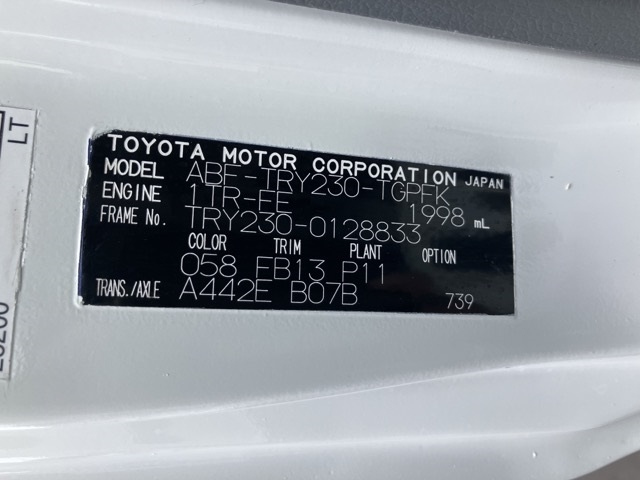 TOYOTA MOTOR CORPORATION JAPAN
MODEL ABF-TRY230-TGPFK
ENGINE 1TR-FE 1998 mL
FRAME No. TRY230-0128833
COLOR TRIM PLANT OPTION
058 FB13 P11
TRANS./AXLE A442E B07B
739
LT